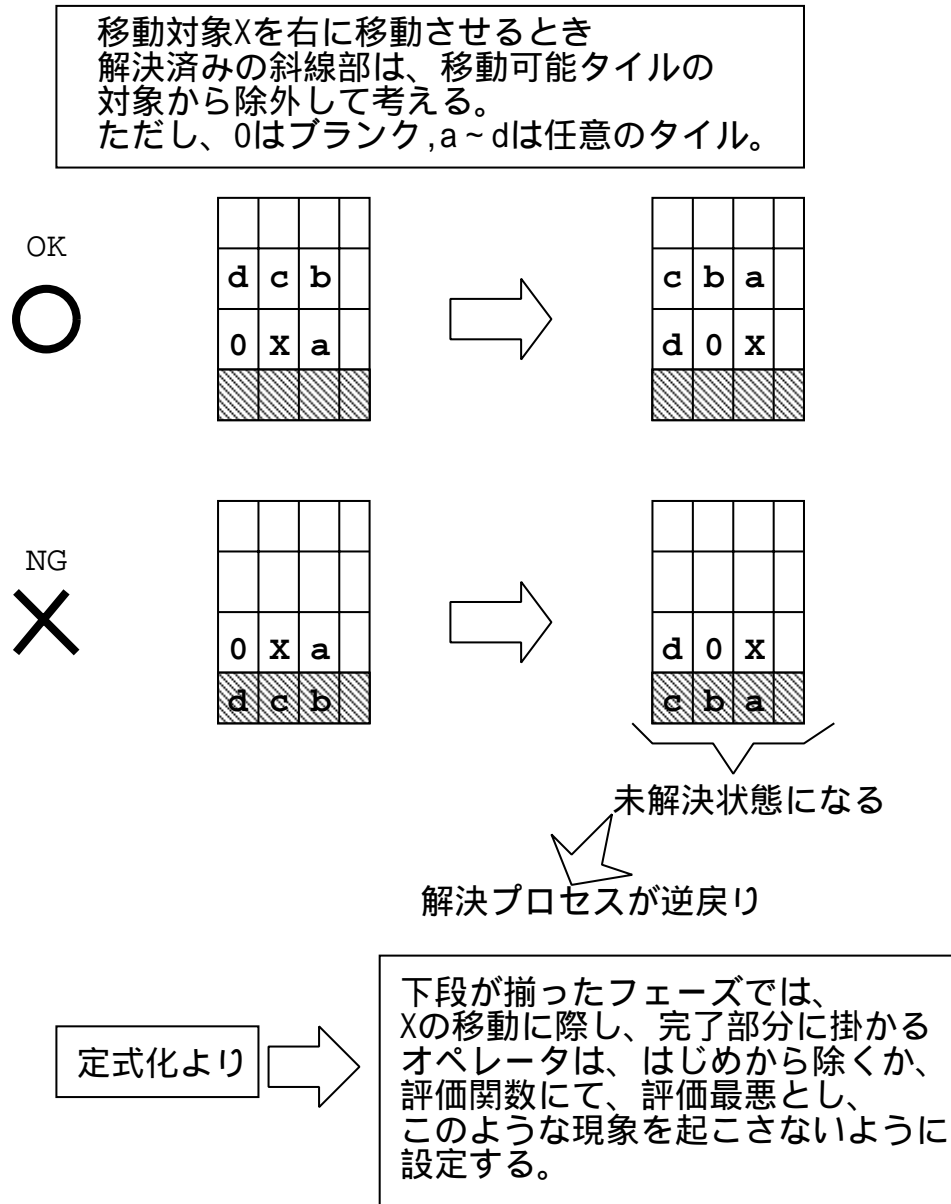 移動対象Xを右に移動させるとき
解決済みの斜線部は、移動可能タイルの
対象から除外して考える。
ただし、0はブランク,a~dは任意のタイル。
OK
d c b
0 X a
c b a
d 0 X
NG
0 X a
d c b
d 0 X
c b a
未解決状態になる
解決プロセスが逆戻り
定式化より
下段が揃ったフェーズでは、
Xの移動に際し、完了部分に掛かる
オペレータは、はじめから除くか、
評価関数にて、評価最悪とし、
このような現象を起こさないように
設定する。